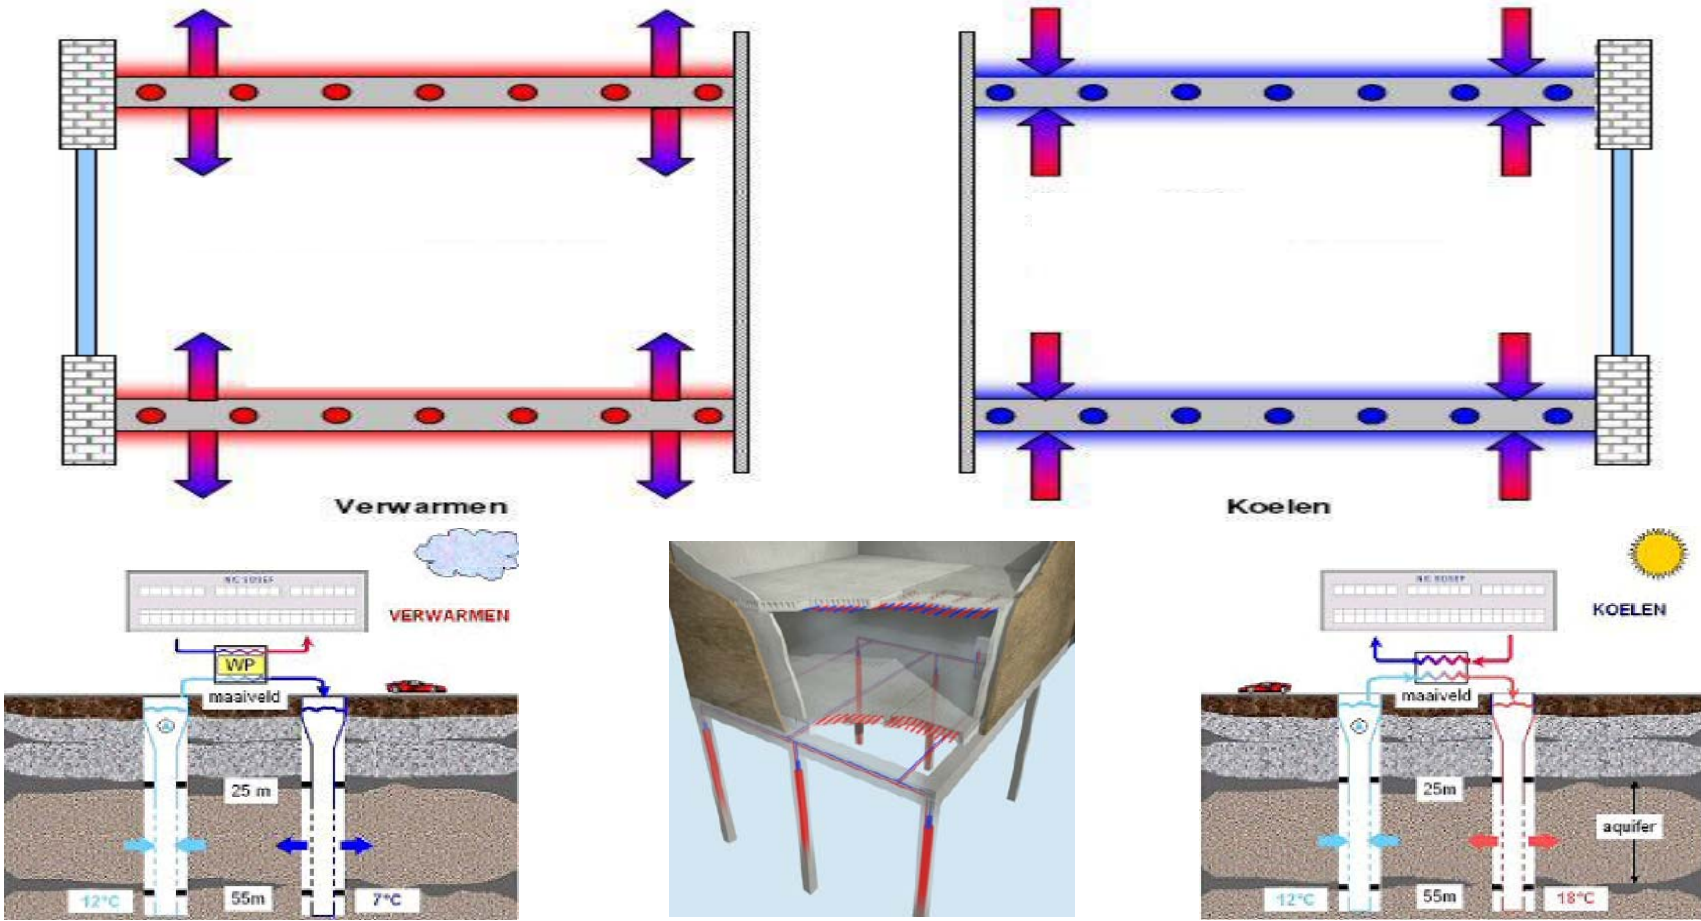 Verwarmen
Koelen
VERWARMEN
WP
maaiveld
25 m
12°C
55m
7°C
KOELEN
maaiveld
25m
aquifer
12°C
55m
18°C